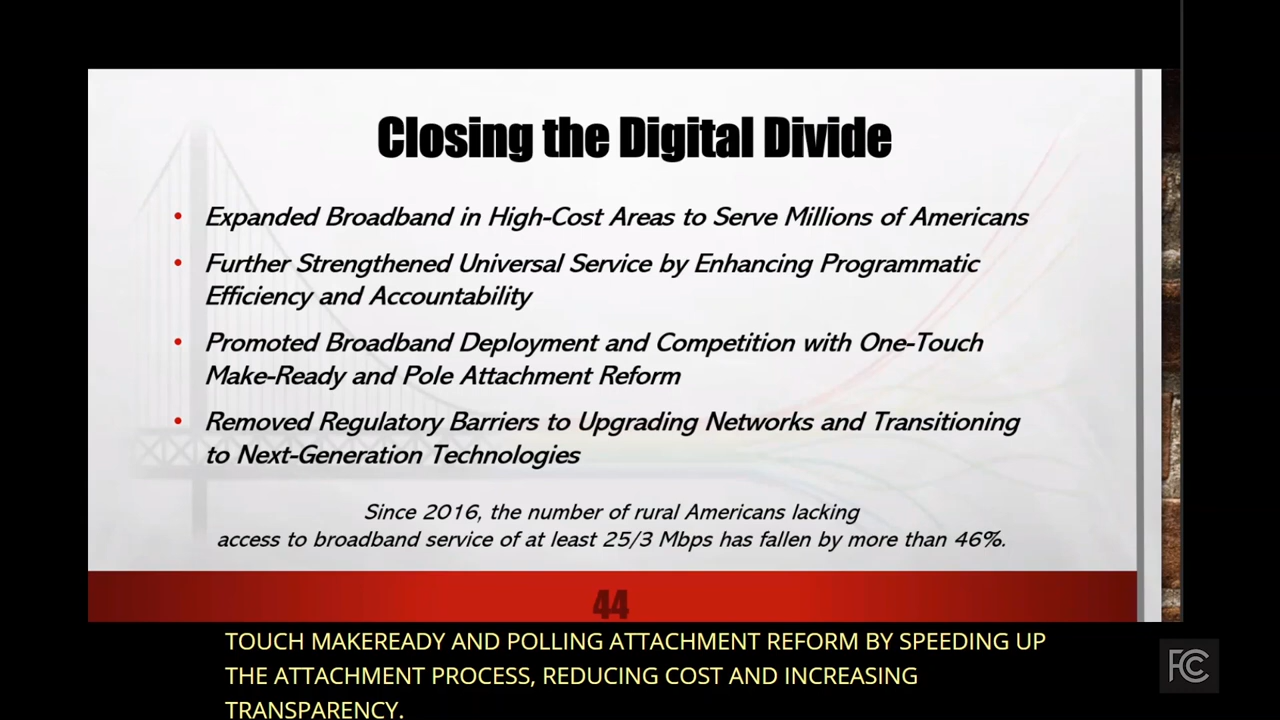 Closing the Digital Divide
• Expanded Broadband in High-Cost Areas to Serve Millions of Americans
• Further Strengthened Universal Service by Enhancing Programmatic
Efficiency and Accountability
• Promoted Broadband Deployment and Competition with One-Touch
Make-Ready and Pole Attachment Reform
• Removed Regulatory Barriers to Upgrading Networks and Transitioning
to Next-Generation Technologies
Since 2016, the number of rural Americans lacking
access to broadband service of at least 25/3 Mbps has fallen by more than 46%.
44
TOUCH MAKEREADY AND POLLING ATTACHMENT REFORM BY SPEEDING UP
THE ATTACHMENT PROCESS, REDUCING COST AND INCREASING
TRANSPARENCY.
FCC